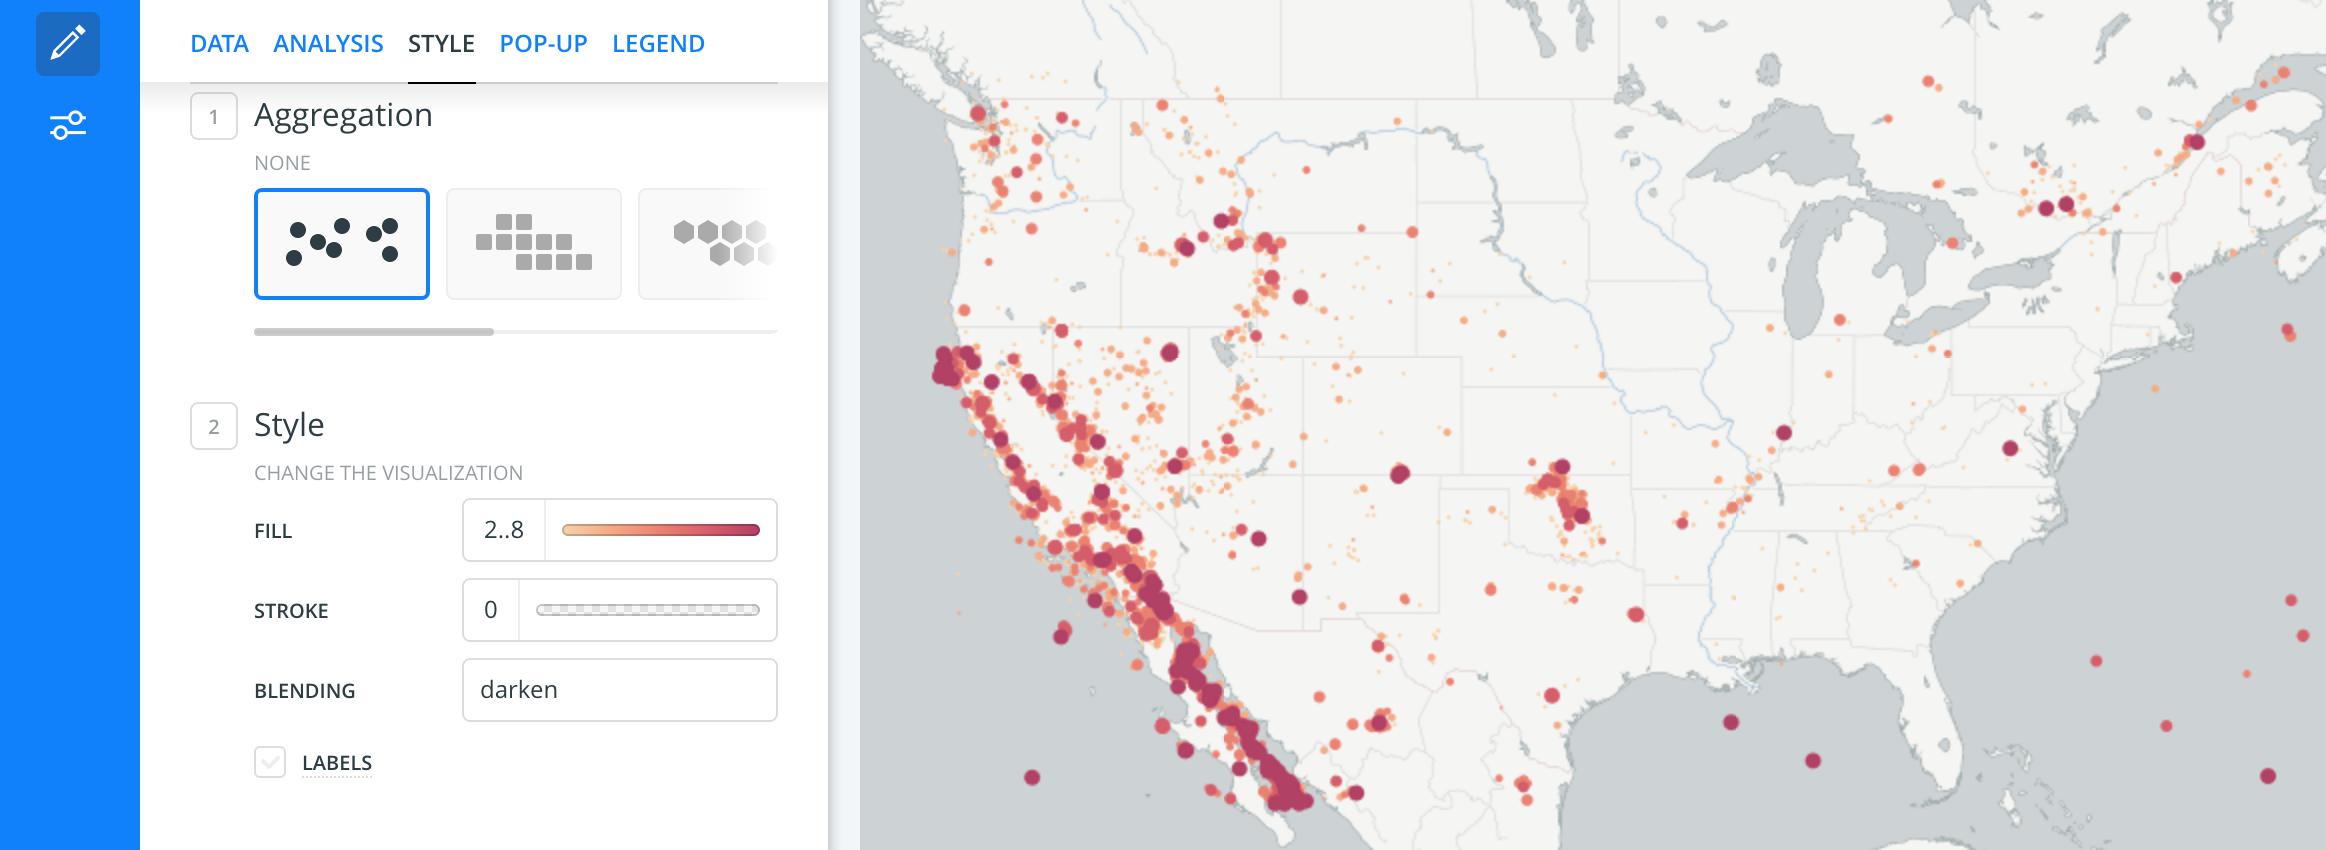 DATA ANALYSIS STYLE POP-UP LEGEND
1 Aggregation
NONE
2 Style
CHANGE THE VISUALIZATION
FILL 2..8
STROKE 0
BLENDING darken
LABELS